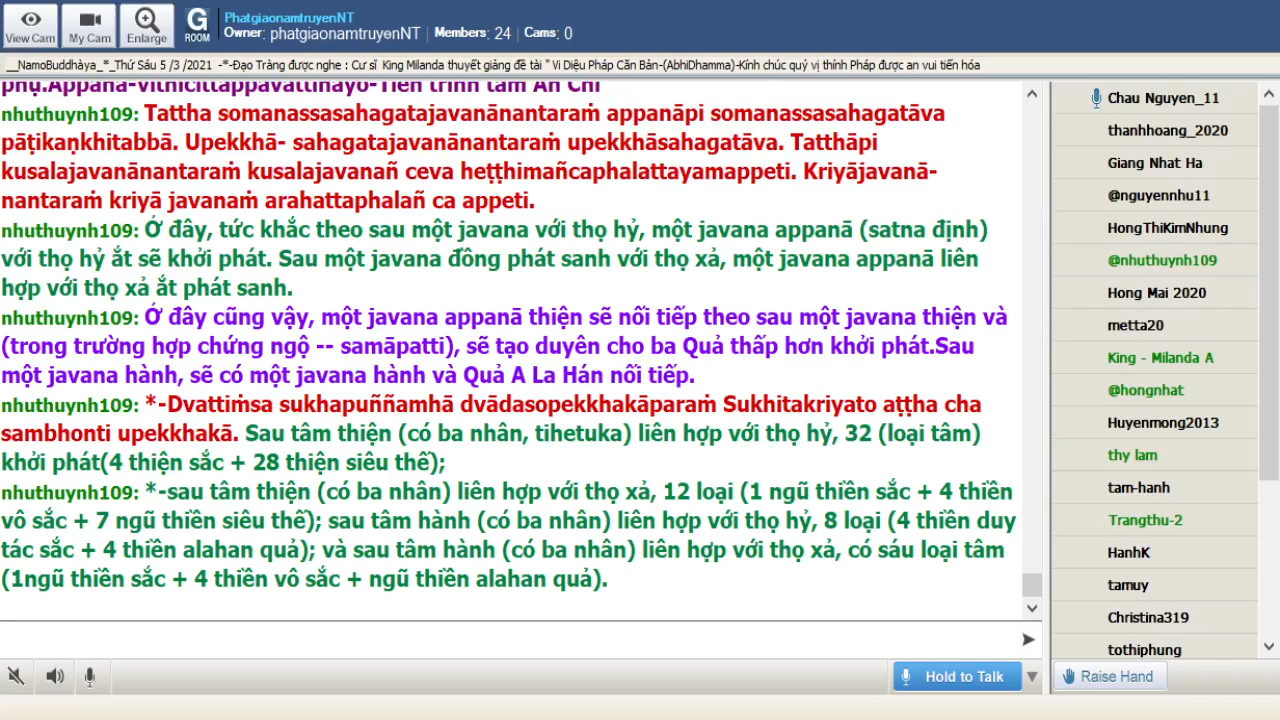 View Cam
My Cam
Enlarge
G
ROOM
PhatgiaonamtruyenNT
Owner: phatgiaonamtruyenNT | Members: 24 | Cams: 0
__NamoBuddhàya_*_Thứ Sáu 5 /3 /2021 -*-Đạo Tràng được nghe : Cư sĩ King Milanda thuyết giảng đề tài " Vi Diệu Pháp Căn Bản-(AbhiDhamma)-Kính chúc quý vị thính Pháp được an vui tiến hóa
phụ.Appanā-vīthicittappavattinayo-Tiến trình tâm An Chỉ
nhuthuynh109: Tattha somanassasahagatajavanānantaraṁ appanāpi somanassasahagatāva
pāṭikaṇkhitabbā. Upekkhā- sahagatajavanānantaraṁ upekkhāsahagatāva. Tatthāpi
kusalajavanānantaraṁ kusalajavanañ ceva heṭṭhimañcaphalattayamappeti. Kriyājavanā-
nantaraṁ kriyā javanaṁ arahattaphalañ ca appeti.
nhuthuynh109: Ớ đây, tức khắc theo sau một javana với thọ hỷ, một javana appanā (satna định)
với thọ hỷ ắt sẽ khởi phát. Sau một javana đồng phát sanh với thọ xả, một javana appanā liên
hợp với thọ xả ắt phát sanh.
nhuthuynh109: Ớ đây cũng vậy, một javana appanā thiện sẽ nối tiếp theo sau một javana thiện và
(trong trường hợp chứng ngộ -- samāpatti), sẽ tạo duyên cho ba Quả thấp hơn khởi phát.Sau
một javana hành, sẽ có một javana hành và Quả A La Hán nối tiếp.
nhuthuynh109: *-Dvattiṁsa sukhapuññamhā dvādasopekkhakāparaṁ Sukhitakriyato aṭṭha cha
sambhonti upekkhakā. Sau tâm thiện (có ba nhân, tihetuka) liên hợp với thọ hỷ, 32 (loại tâm)
khởi phát(4 thiện sắc + 28 thiện siêu thế);
nhuthuynh109: *-sau tâm thiện (có ba nhân) liên hợp với thọ xả, 12 loại (1 ngũ thiền sắc + 4 thiền
vô sắc + 7 ngũ thiền siêu thế); sau tâm hành (có ba nhân) liên hợp với thọ hỷ, 8 loại (4 thiền duy
tác sắc + 4 thiền alahan quả); và sau tâm hành (có ba nhân) liên hợp với thọ xả, có sáu loại tâm
(1ngũ thiền sắc + 4 thiền vô sắc + ngũ thiền alahan quả).
Chau Nguyen_11
thanhhoang_2020
Giang Nhat Ha
@nguyennhu11
HongThiKimNhung
@nhuthuynh109
Hong Mai 2020
metta20
King - Milanda A
@hongnhat
Huyenmong2013
thy lam
tam-hanh
Trangthu-2
HanhK
tamuy
Christina319
tothiphung
Hold to Talk
Raise Hand